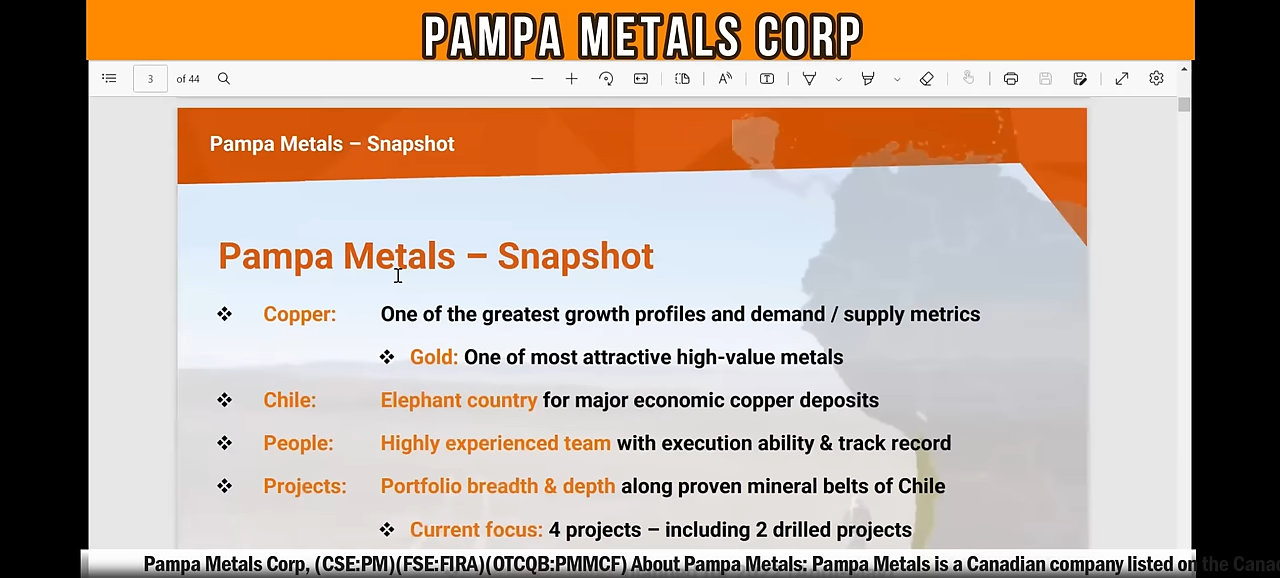 PAMPA METALS CORP
3 of 44
Pampa Metals – Snapshot
Pampa Metals – Snapshot
❖ Copper: One of the greatest growth profiles and demand / supply metrics
❖ Gold: One of most attractive high-value metals
❖ Chile: Elephant country for major economic copper deposits
❖ People: Highly experienced team with execution ability & track record
❖ Projects: Portfolio breadth & depth along proven mineral belts of Chile
❖ Current focus: 4 projects – including 2 drilled projects
Pampa Metals Corp, (CSE:PM)(FSE:FIRA)(OTCQB:PMMCF) About Pampa Metals: Pampa Metals is a Canadian company listed on the Cana